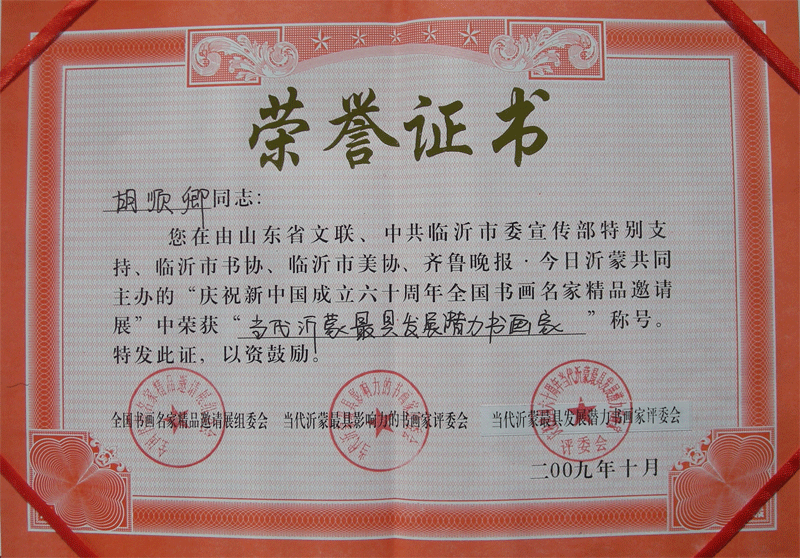 荣誉证书
胡顺卿同志：
您在由山东省文联、中共临沂市委宣传部特别支
持、临沂市书协、临沂市美协、齐鲁晚报·今日沂蒙共同
主办的“庆祝新中国成立六十周年全国书画名家精品邀请
展”中荣获“当代沂蒙最具发展潜力书画家”称号。
特发此证，以资鼓励。
全国书画名家精品邀请展组委会 当代沂蒙最具影响力的书画家评委会 当代沂蒙最具发展潜力书画家评委会
评委会
二00九年十月